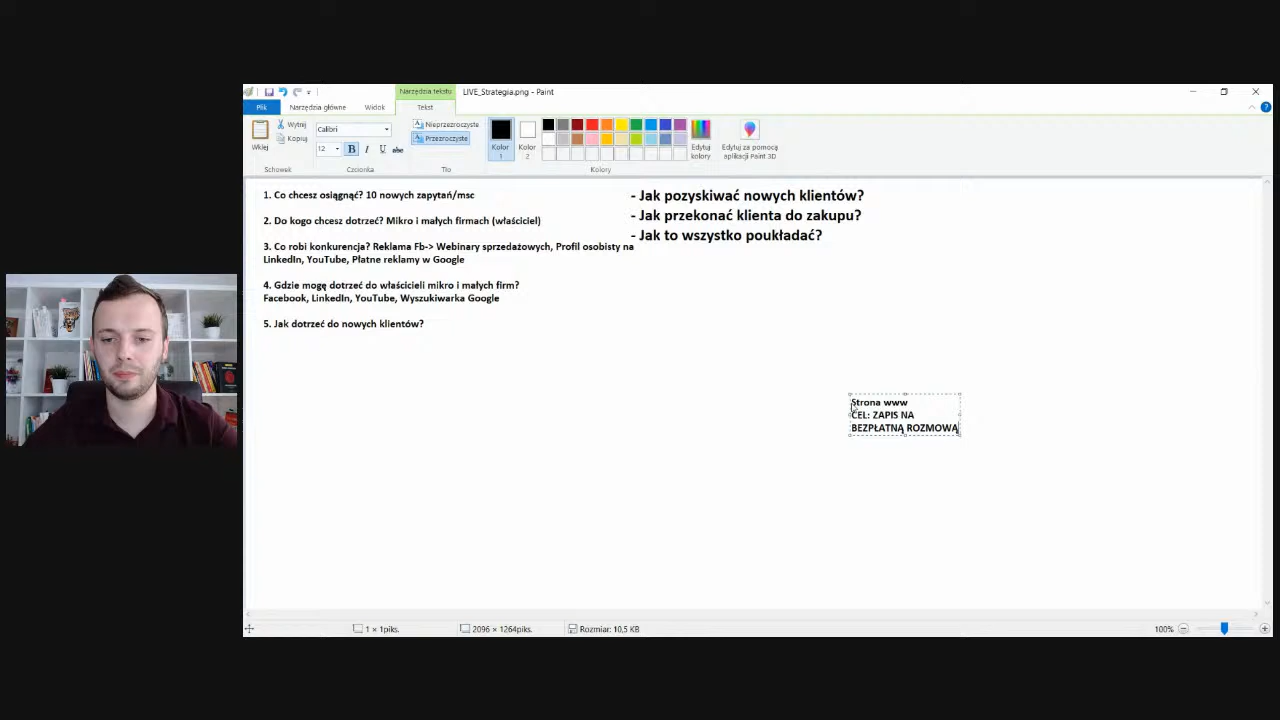 Narzędzia tekstu
LIVE_Strategia.png - Paint
Plik
Narzędzia główne
Widok
Tekst
Wklej
Wytnij
Kopiuj
Schowek
Calibri
12
B I U abc
Czcionka
Nieprzezroczyste
Przezroczyste
Tło
Kolor
1
Kolor
2
Kolory
Edytuj
kolory
Edytuj za pomocą
aplikacji Paint 3D
1. Co chcesz osiągnąć? 10 nowych zapytań/msc
2. Do kogo chcesz dotrzeć? Mikro i małych firmach (właściciel)
3. Co robi konkurencja? Reklama Fb-> Webinary sprzedażowych, Profil osobisty na
LinkedIn, YouTube, Płatne reklamy w Google
4. Gdzie mogę dotrzeć do właścicieli mikro i małych firm?
Facebook, LinkedIn, YouTube, Wyszukiwarka Google
5. Jak dotrzeć do nowych klientów?
- Jak pozyskiwać nowych klientów?
- Jak przekonać klienta do zakupu?
- Jak to wszystko poukładać?
Strona www
CEL: ZAPIS NA
BEZPŁATNĄ ROZMOWĄ
1 × 1piks.
2096 × 1264piks.
Rozmiar: 10,5 KB
100%